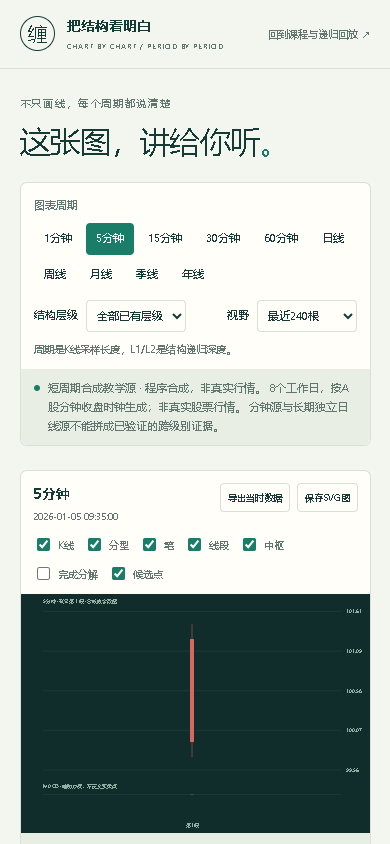 缠
把结构看明白
CHART BY CHART / PERIOD BY PERIOD
回到课程与递归回放 ↗
不只画线，每个周期都说清楚
这张图，讲给你听。
图表周期
1分钟 5分钟 15分钟 30分钟 60分钟 日线
周线 月线 季线 年线
结构层级 全部已有层级 视野 最近240根
周期是K线采样长度，L1/L2是结构递归深度。
短周期合成教学源 · 程序合成，非真实行情。 8个工作日，按A
股分钟收盘时钟生成；非真实股票行情。 分钟源与长期独立日
线源不能拼成已验证的跨级别证据。
5分钟
2026-01-05 09:35:00
导出当时数据 保存SVG图
K线 分型 笔 线段 中枢
完成分解 候选点
101.61
101.09
100.58
100.07
99.56
第1根